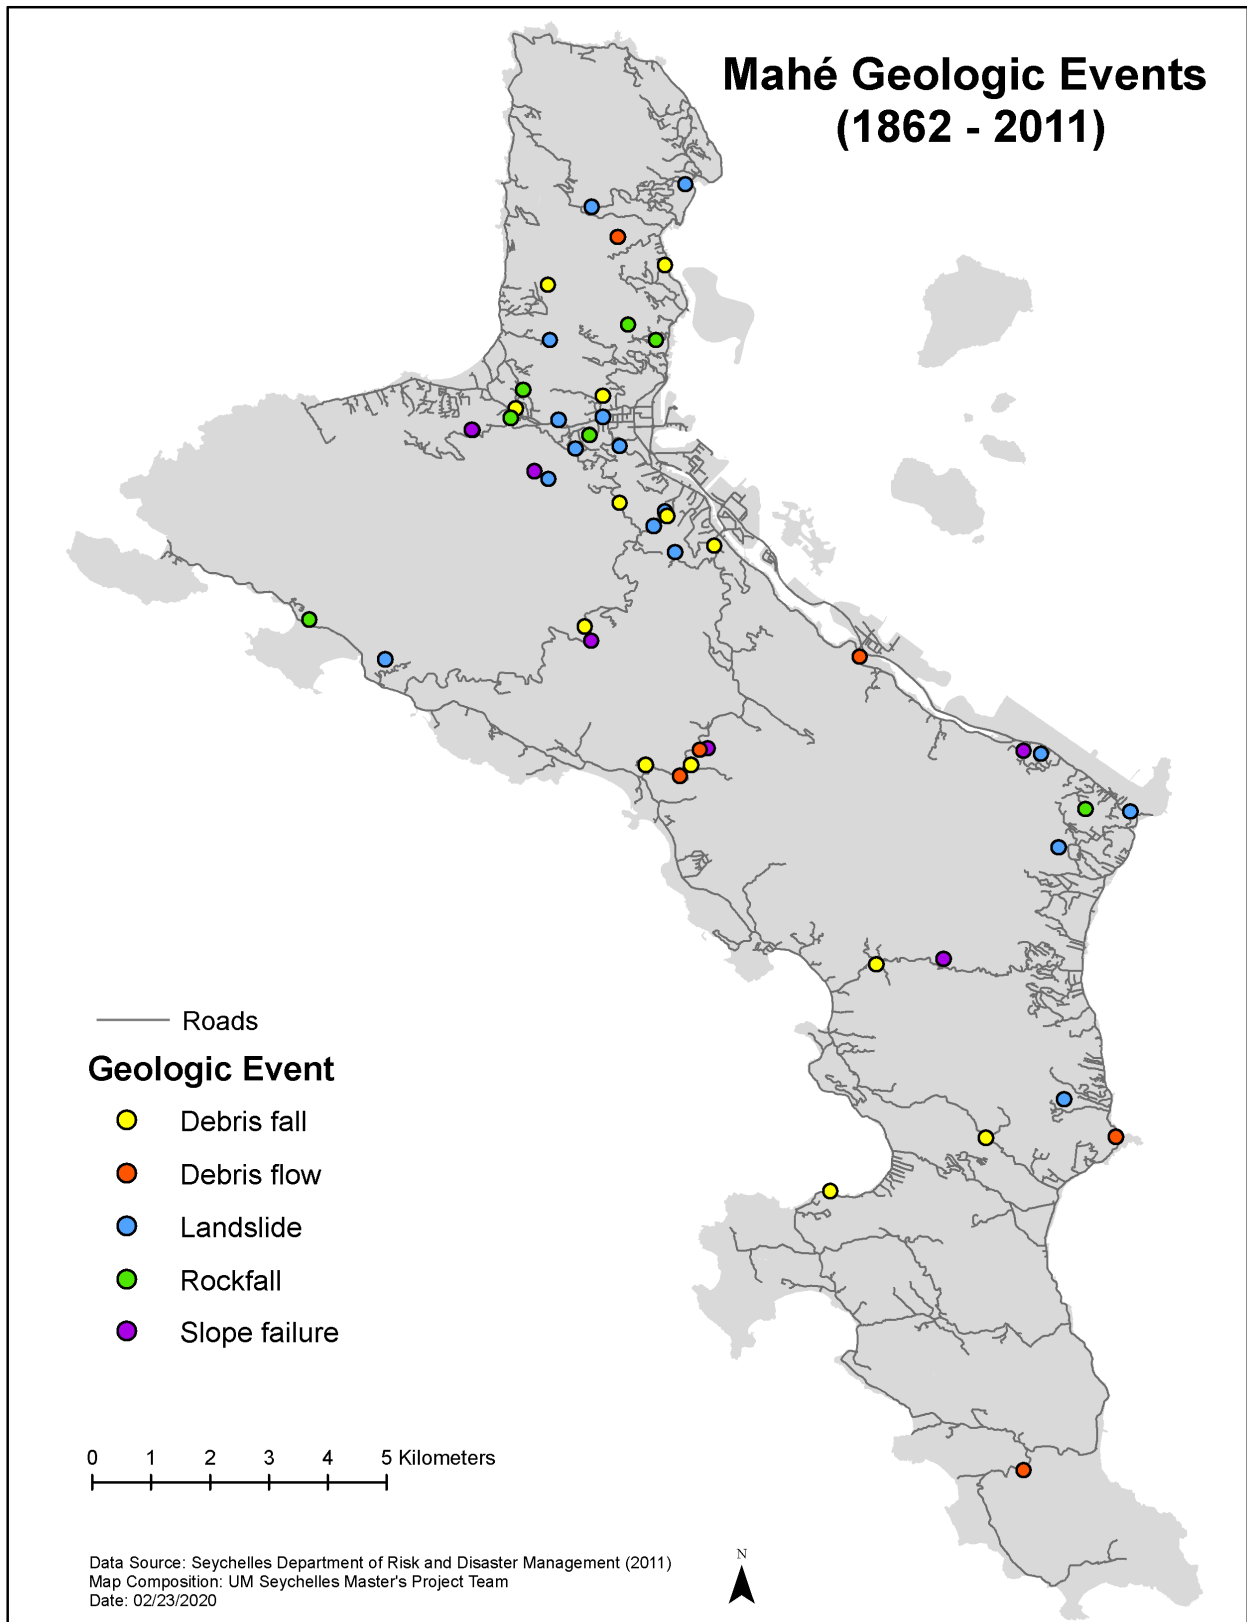 Mahé Geologic Events
(1862 - 2011)
Roads
Geologic Event
Debris fall
Debris flow
Landslide
Rockfall
Slope failure
0 1 2 3 4 5 Kilometers
Data Source: Seychelles Department of Risk and Disaster Management (2011)
Map Composition: UM Seychelles Master's Project Team
Date: 02/23/2020
N